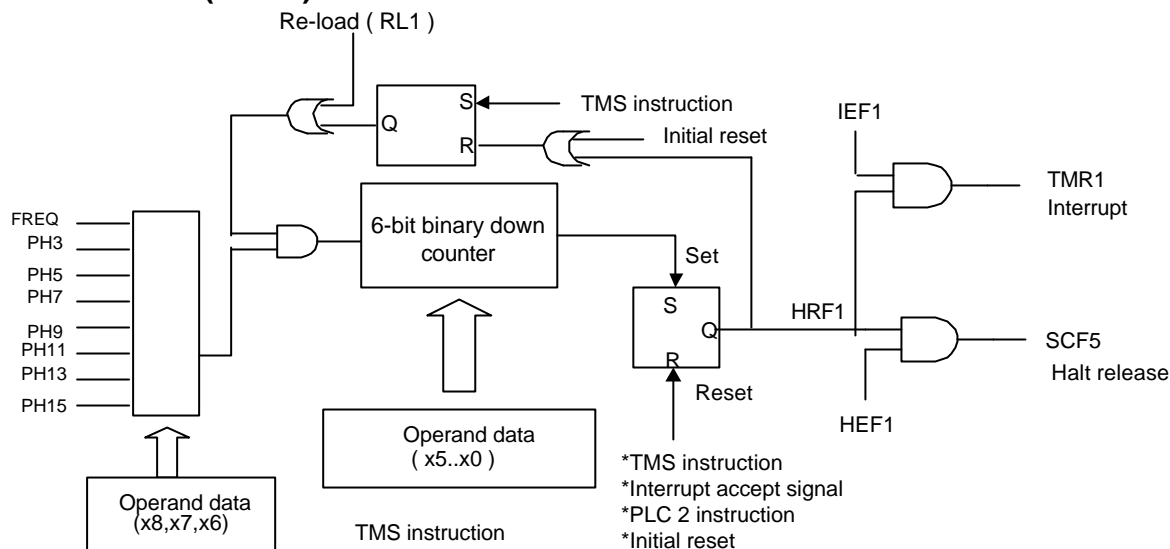 Re-load ( RL1 )
S
TMS instruction
Q
R
Initial reset
IEF1
TMR1
Interrupt
FREQ
PH3
PH5
PH7
PH9
PH11
PH13
PH15
6-bit binary down
counter
Set
S
Q
R
Reset
HRF1
SCF5
Halt release
HEF1
Operand data
( x5..x0 )
Operand data
(x8,x7,x6)
TMS instruction
*TMS instruction
*Interrupt accept signal
*PLC 2 instruction
*Initial reset